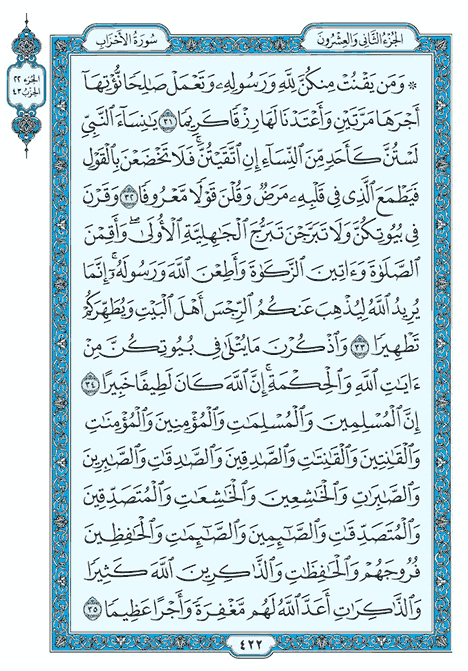 الجزء الثاني والعشرون
سورة الأحزاب
الجزء ٢٢
الحزب ٤٣
۞ وَمَن يَقْنُتْ مِنكُنَّ لِلَّهِ وَرَسُولِهِۦ وَتَعْمَلْ صَٰلِحًا نُّؤْتِهَآ
أَجْرَهَا مَرَّتَيْنِ وَأَعْتَدْنَا لَهَا رِزْقًا كَرِيمًا ٣١ يَٰنِسَآءَ ٱلنَّبِيِّ
لَسْتُنَّ كَأَحَدٍ مِّنَ ٱلنِّسَآءِ إِنِ ٱتَّقَيْتُنَّ فَلَا تَخْضَعْنَ بِٱلْقَوْلِ
فَيَطْمَعَ ٱلَّذِى فِى قَلْبِهِۦ مَرَضٌ وَقُلْنَ قَوْلًا مَّعْرُوفًا ٣٢ وَقَرْنَ
فِى بُيُوتِكُنَّ وَلَا تَبَرَّجْنَ تَبَرُّجَ ٱلْجَٰهِلِيَّةِ ٱلْأُولَىٰ ۖ وَأَقِمْنَ
ٱلصَّلَوٰةَ وَءَاتِينَ ٱلزَّكَوٰةَ وَأَطِعْنَ ٱللَّهَ وَرَسُولَهُۥٓ ۚ إِنَّمَا
يُرِيدُ ٱللَّهُ لِيُذْهِبَ عَنكُمُ ٱلرِّجْسَ أَهْلَ ٱلْبَيْتِ وَيُطَهِّرَكُمْ
تَطْهِيرًا ٣٣ وَٱذْكُرْنَ مَا يُتْلَىٰ فِى بُيُوتِكُنَّ مِنْ
ءَايَٰتِ ٱللَّهِ وَٱلْحِكْمَةِ ۚ إِنَّ ٱللَّهَ كَانَ لَطِيفًا خَبِيرًا ٣٤
إِنَّ ٱلْمُسْلِمِينَ وَٱلْمُسْلِمَٰتِ وَٱلْمُؤْمِنِينَ وَٱلْمُؤْمِنَٰتِ
وَٱلْقَٰنِتِينَ وَٱلْقَٰنِتَٰتِ وَٱلصَّٰدِقِينَ وَٱلصَّٰدِقَٰتِ وَٱلصَّٰبِرِينَ
وَٱلصَّٰبِرَٰتِ وَٱلْخَٰشِعِينَ وَٱلْخَٰشِعَٰتِ وَٱلْمُتَصَدِّقِينَ
وَٱلْمُتَصَدِّقَٰتِ وَٱلصَّٰٓئِمِينَ وَٱلصَّٰٓئِمَٰتِ وَٱلْحَٰفِظِينَ
فُرُوجَهُمْ وَٱلْحَٰفِظَٰتِ وَٱلذَّٰكِرِينَ ٱللَّهَ كَثِيرًا
وَٱلذَّٰكِرَٰتِ أَعَدَّ ٱللَّهُ لَهُم مَّغْفِرَةً وَأَجْرًا عَظِيمًا ٣٥
٤٢٢